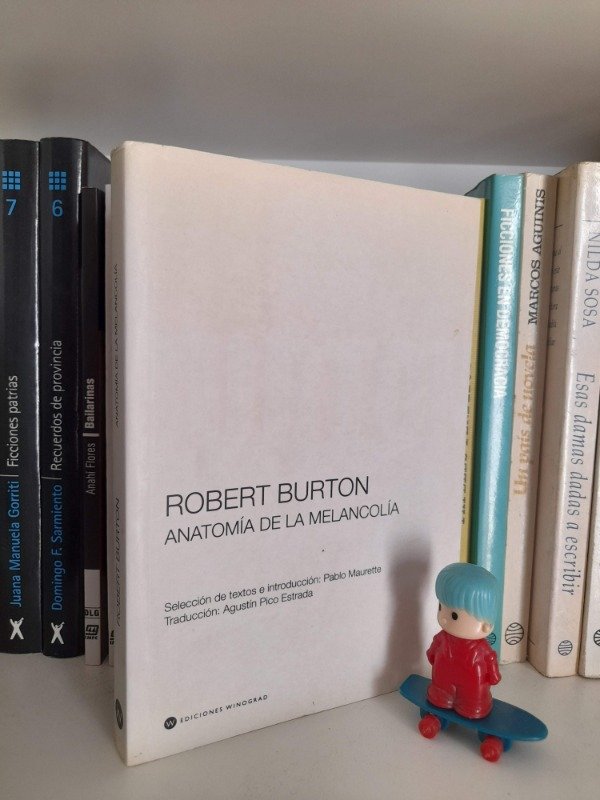 7
Juana Manuela Gorriti | Ficciones patrias
6
Domingo F. Sarmiento | Recuerdos de provincia
Anahí Flores | Bailarinas
ROBERT BURTON ANATOMÍA DE LA MELANCOLÍA
ROBERT BURTON
ANATOMÍA DE LA MELANCOLÍA
Selección de textos e introducción: Pablo Maurette
Traducción: Agustín Pico Estrada
W EDICIONES WINOGRAD
FICCIONES EN DEMOCRACIA
MARCOS AGUINIS
Un país de novela
NILDA SOSA
Esas damas dadas a escribir